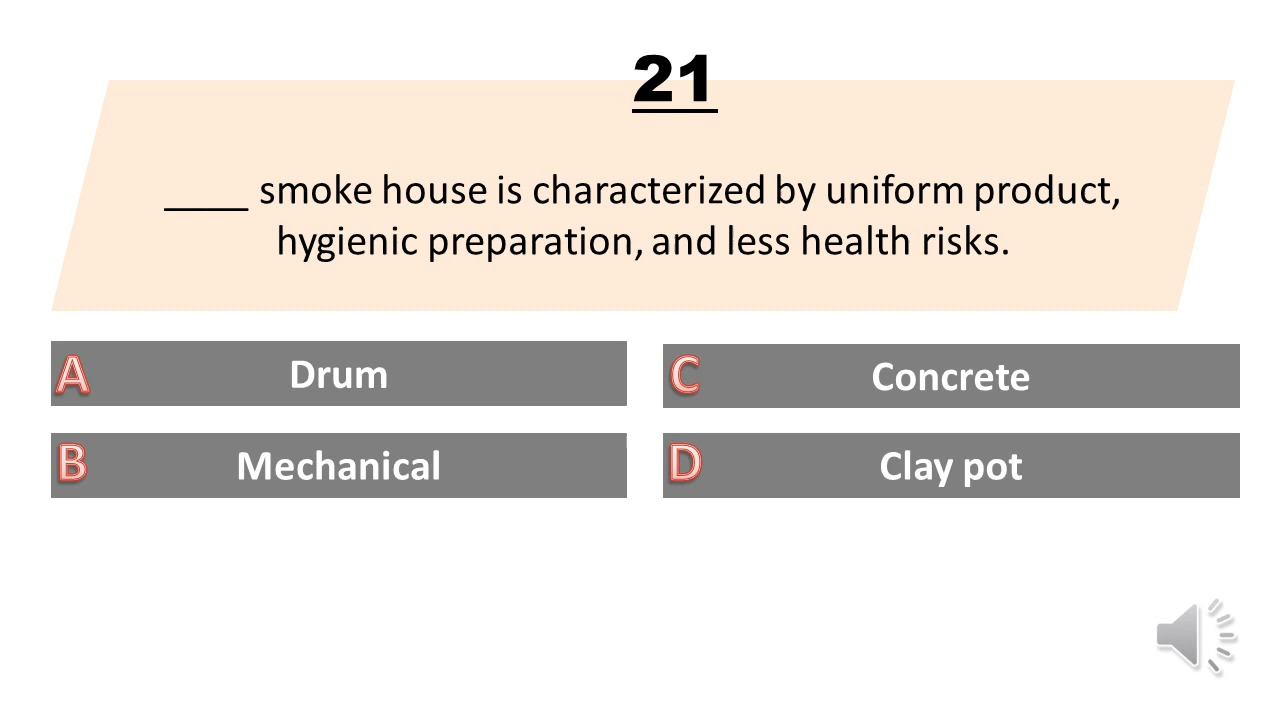 21
____ smoke house is characterized by uniform product,
hygienic preparation, and less health risks.
A Drum
B Mechanical
C Concrete
D Clay pot